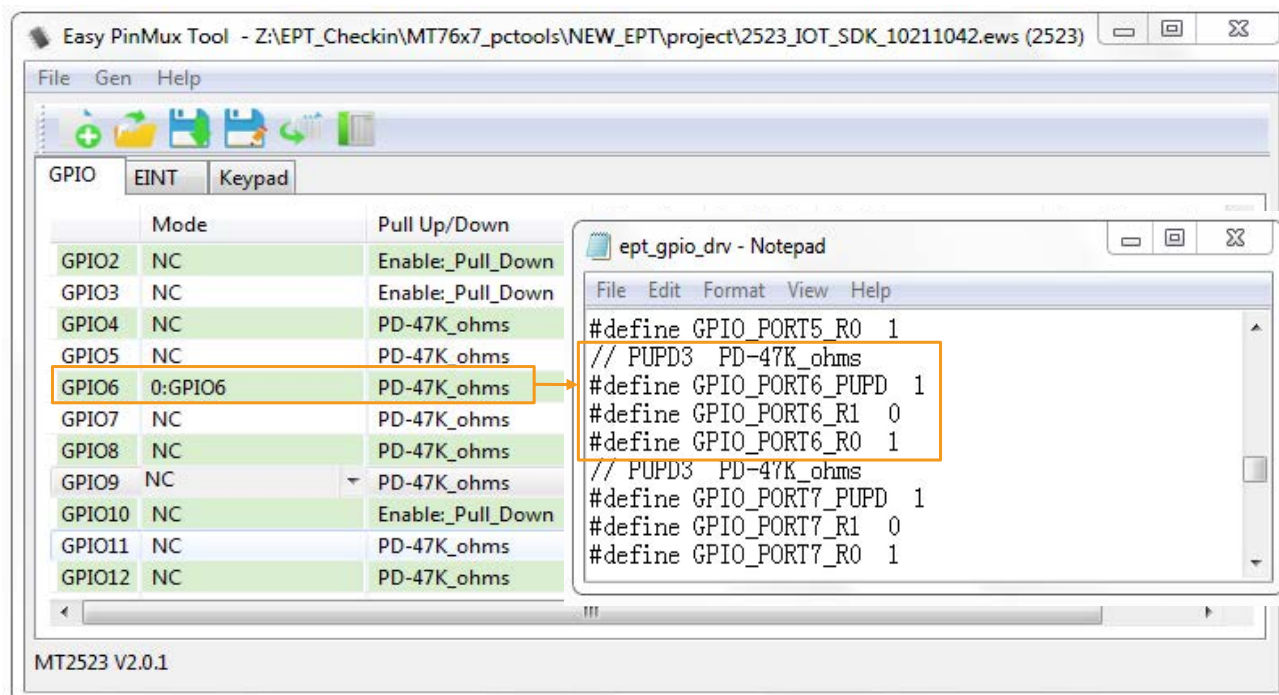 Easy PinMux Tool - Z:\EPT_Checkin\MT76x7_pctools\NEW_EPT\project\2523_IOT_SDK_10211042.ews (2523)
File Gen Help
GPIO EINT Keypad
Mode Pull Up/Down
GPIO2 NC Enable:_Pull_Down
GPIO3 NC Enable:_Pull_Down
GPIO4 NC PD-47K_ohms
GPIO5 NC PD-47K_ohms
GPIO6 0:GPIO6 PD-47K_ohms
GPIO7 NC PD-47K_ohms
GPIO8 NC PD-47K_ohms
GPIO9 NC PD-47K_ohms
GPIO10 NC Enable:_Pull_Down
GPIO11 NC PD-47K_ohms
GPIO12 NC PD-47K_ohms
MT2523 V2.0.1
ept_gpio_drv - Notepad
File Edit Format View Help
#define GPIO_PORT5_R0 1
// PUPD3 PD-47K_ohms
#define GPIO_PORT6_PUPD 1
#define GPIO_PORT6_R1 0
#define GPIO_PORT6_R0 1
// PUPD3 PD-47K_ohms
#define GPIO_PORT7_PUPD 1
#define GPIO_PORT7_R1 0
#define GPIO_PORT7_R0 1